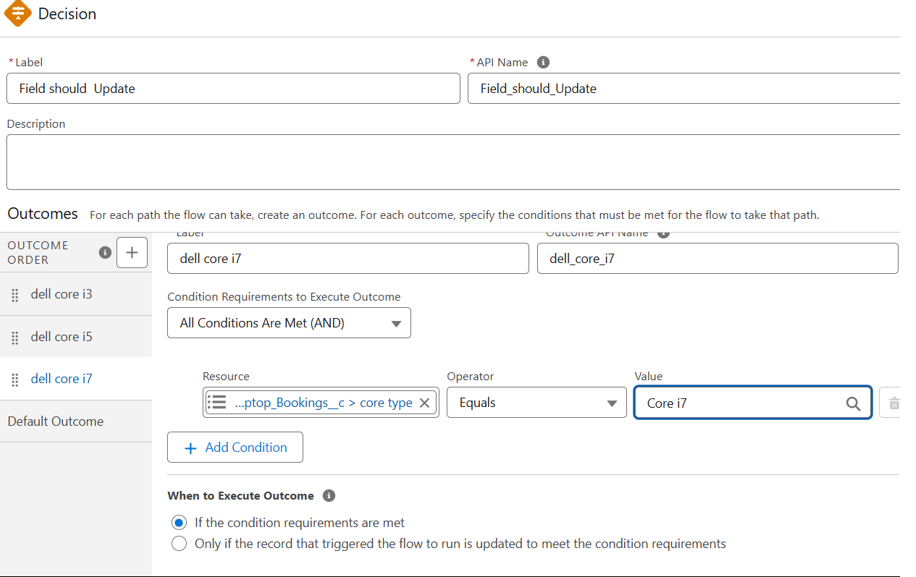 Decision
* Label
* API Name
Field should Update
Field_should_Update
Description
Outcomes For each path the flow can take, create an outcome. For each outcome, specify the conditions that must be met for the flow to take that path.
OUTCOME ORDER
Label
Outcome API Name
dell core i7
dell_core_i7
dell core i3
dell core i5
dell core i7
Default Outcome
Condition Requirements to Execute Outcome
All Conditions Are Met (AND)
Resource
Operator
Value
...ptop_Bookings__c > core type
Equals
Core i7
+ Add Condition
When to Execute Outcome
If the condition requirements are met
Only if the record that triggered the flow to run is updated to meet the condition requirements